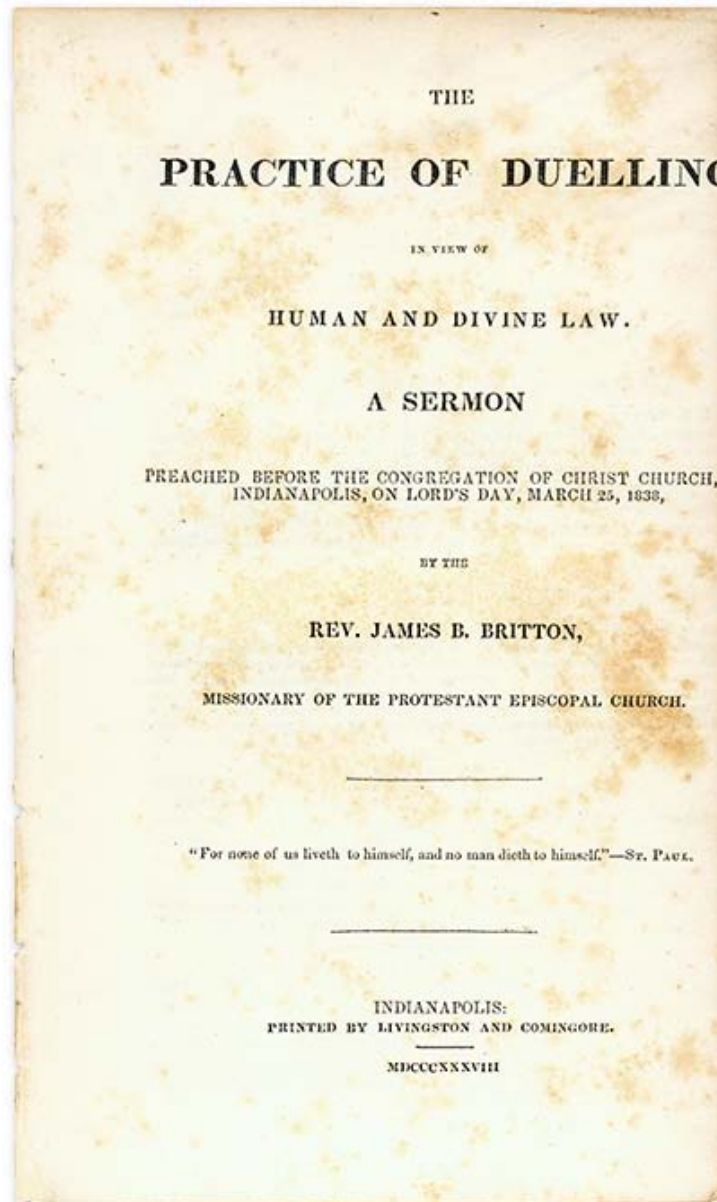 THE
PRACTICE OF DUELLING
IN VIEW OF
HUMAN AND DIVINE LAW.
A SERMON
PREACHED BEFORE THE CONGREGATION OF CHRIST CHURCH,
INDIANAPOLIS, ON LORD'S DAY, MARCH 25, 1838,
BY THE
REV. JAMES B. BRITTON,
MISSIONARY OF THE PROTESTANT EPISCOPAL CHURCH.
"For none of us liveth to himself, and no man dieth to himself."—ST. PAUL.
INDIANAPOLIS:
PRINTED BY LIVINGSTON AND COMINGORE.
MDCCCXXXVIII